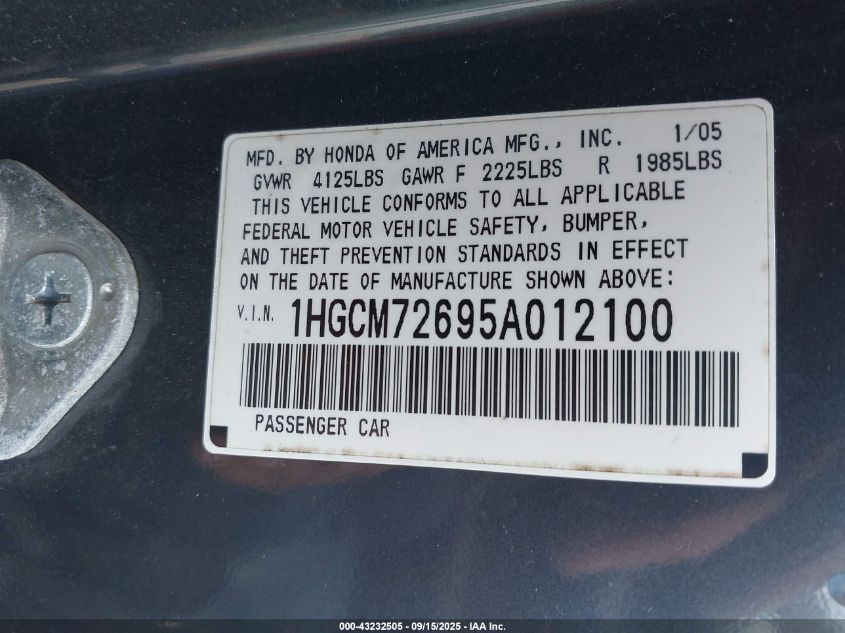 MFD. BY HONDA OF AMERICA MFG., INC. 1/05
GVWR 4125LBS GAWR F 2225LBS R 1985LBS
THIS VEHICLE CONFORMS TO ALL APPLICABLE
FEDERAL MOTOR VEHICLE SAFETY, BUMPER,
AND THEFT PREVENTION STANDARDS IN EFFECT
ON THE DATE OF MANUFACTURE SHOWN ABOVE:
V.I.N. 1HGCM72695A012100
PASSENGER CAR
000-43232505 - 09/15/2025 - IAA Inc.